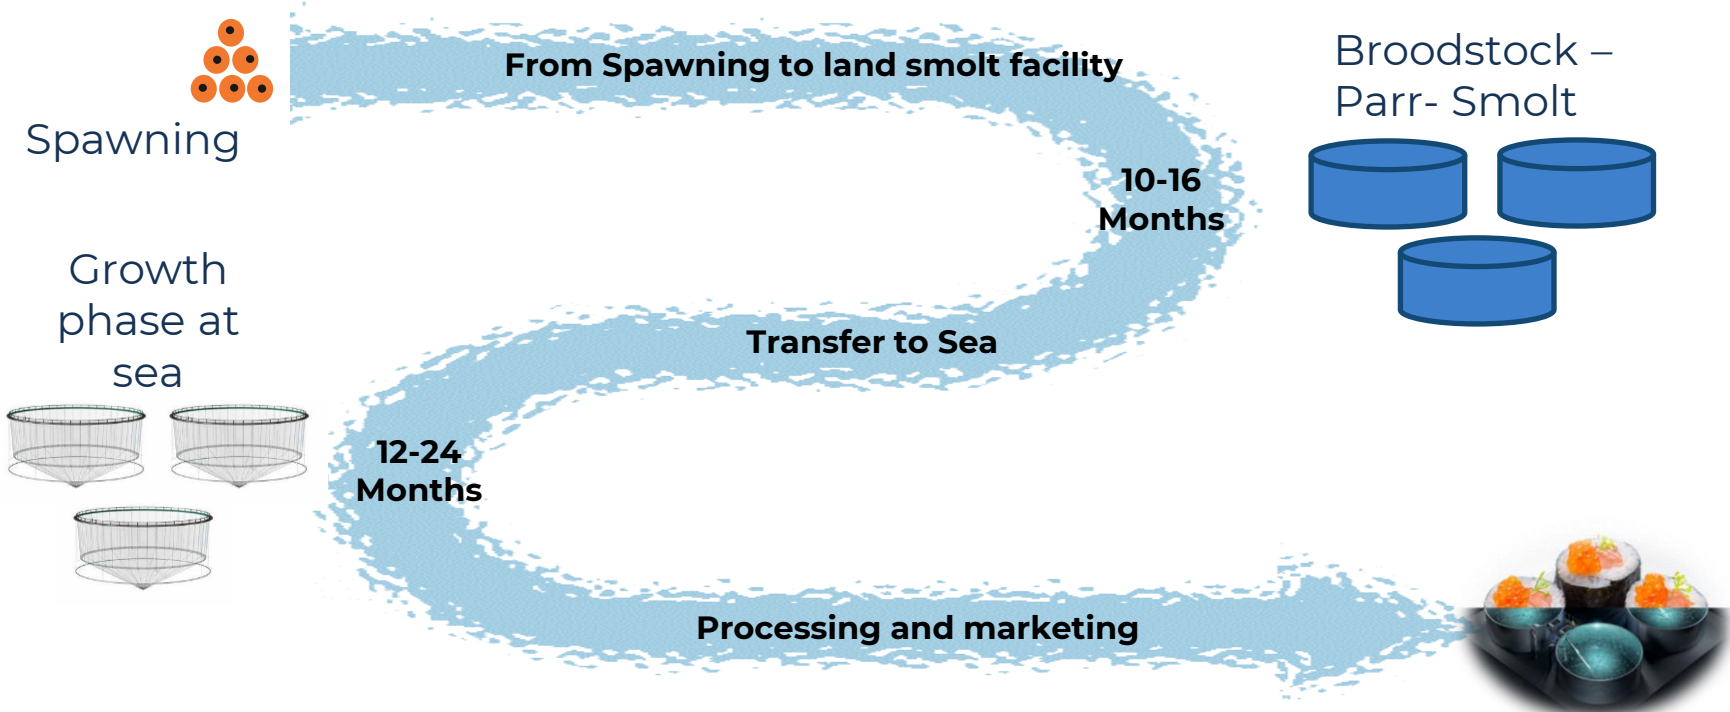 From Spawning to land smolt facility
Broodstock –
Parr- Smolt
Spawning
10-16
Months
Growth
phase at
sea
Transfer to Sea
12-24
Months
Processing and marketing